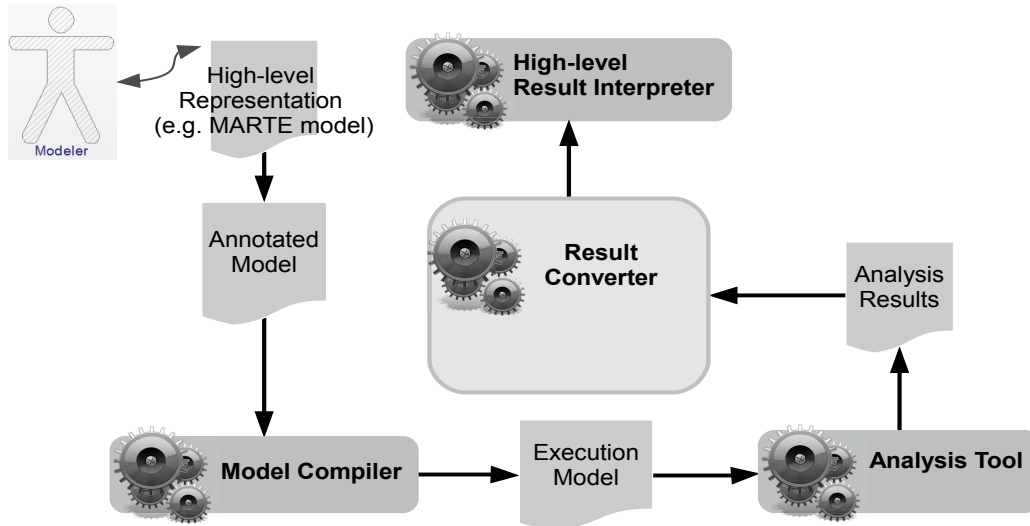 Modeler
High-level
Representation
(e.g. MARTE model)
Annotated
Model
Model Compiler
Execution
Model
Analysis Tool
Analysis
Results
Result
Converter
High-level
Result Interpreter